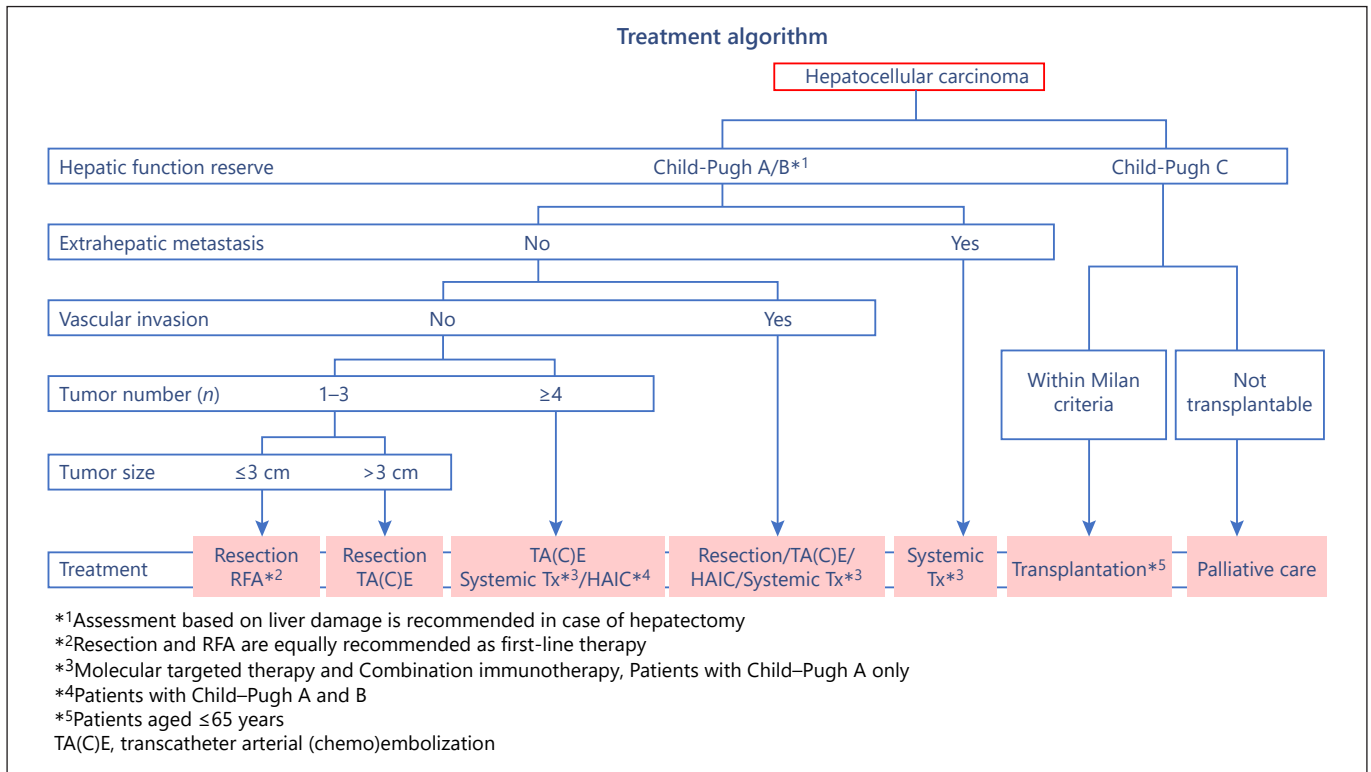 Treatment algorithm
Hepatocellular carcinoma
Hepatic function reserve Child-Pugh A/B*1 Child-Pugh C
Extrahepatic metastasis No Yes
Vascular invasion No Yes
Tumor number (n) 1–3 ≥4
Within Milan
criteria
Not
transplantable
Tumor size ≤3 cm >3 cm
Treatment
Resection
RFA*2
Resection
TA(C)E
TA(C)E
Systemic Tx*3/HAIC*4
Resection/TA(C)E/
HAIC/Systemic Tx*3
Systemic
Tx*3
Transplantation*5
Palliative care
*1Assessment based on liver damage is recommended in case of hepatectomy
*2Resection and RFA are equally recommended as first-line therapy
*3Molecular targeted therapy and Combination immunotherapy, Patients with Child–Pugh A only
*4Patients with Child–Pugh A and B
*5Patients aged ≤65 years
TA(C)E, transcatheter arterial (chemo)embolization